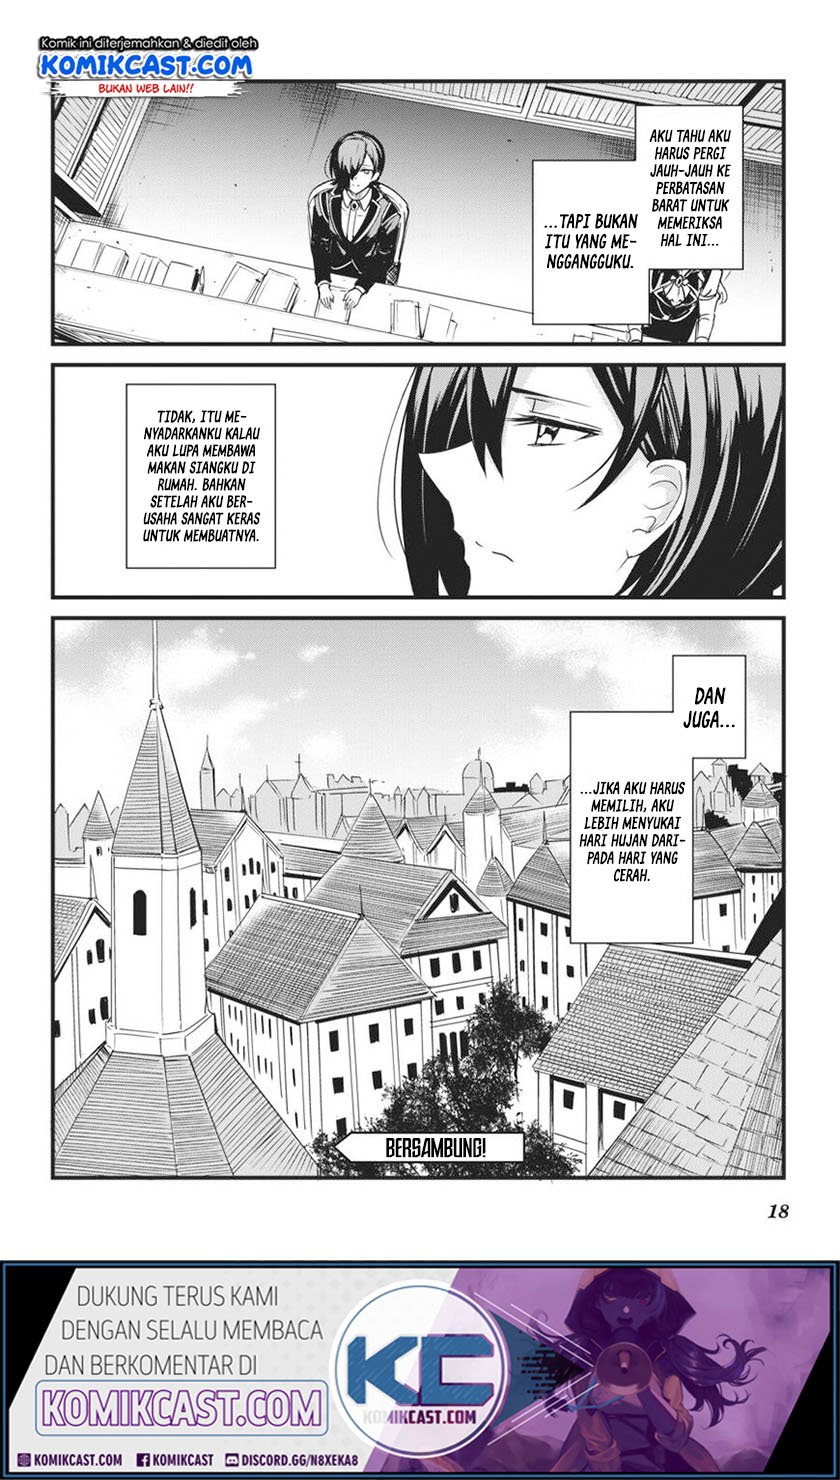 Komik ini diterjemahkan & diedit oleh
KOMIKCAST.COM
BUKAN WEB LAIN!!
AKU TAHU AKU
HARUS PERGI
JAUH-JAUH KE
PERBATASAN
BARAT UNTUK
MEMERIKSA
HAL INI...
...TAPI BUKAN
ITU YANG ME-
NGGANGGUKU.
TIDAK, ITU ME-
NYADARKANKU KALAU
AKU LUPA MEMBAWA
MAKAN SIANGKU DI
RUMAH. BAHKAN
SETELAH AKU BER-
USAHA SANGAT KERAS
UNTUK MEMBUATNYA.
DAN
JUGA...
...JIKA AKU HARUS
MEMILIH, AKU
LEBIH MENYUKAI
HARI HUJAN DARI-
PADA HARI YANG
CERAH.
BERSAMBUNG!
18
DUKUNG TERUS KAMI
DENGAN SELALU MEMBACA
DAN BERKOMENTAR DI
KOMIKCAST.COM
KC
KOMIKCAST.COM
KOMIKCAST.COM KOMIKCAST DISCORD.GG/N8XEKA8